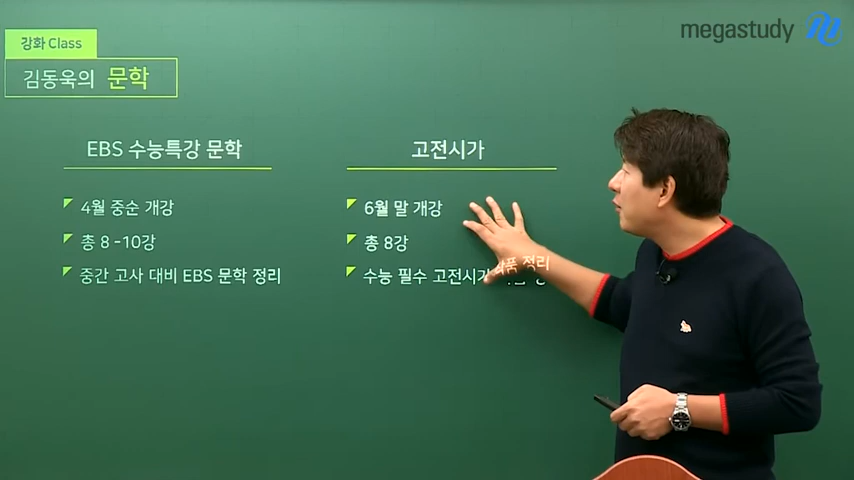 megastudy
강화 Class
김동욱의 문학
EBS 수능특강 문학
4월 중순 개강
총 8 -10강
중간 고사 대비 EBS 문학 정리
고전시가
6월 말 개강
총 8강
수능 필수 고전시가 작품 정리